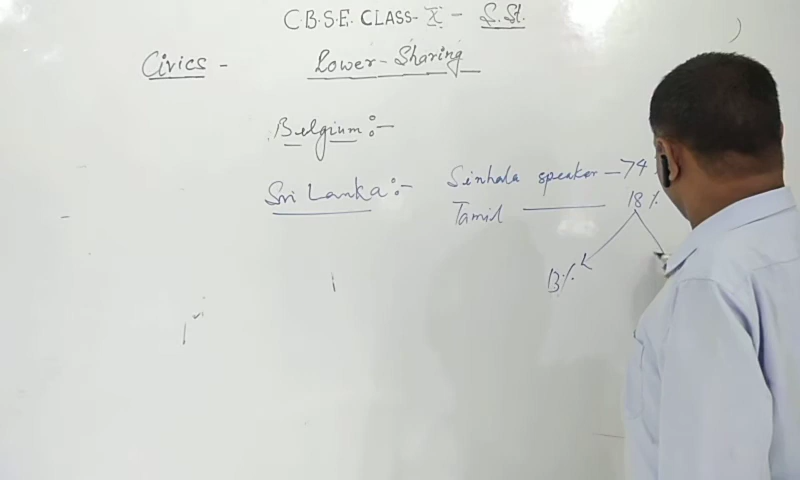 C.B.S.E. CLASS- X - S.St.
Civics - Power-Sharing
Belgium:-
Sri Lanka:- Sinhala speaker - 74
Tamil 18%
13%